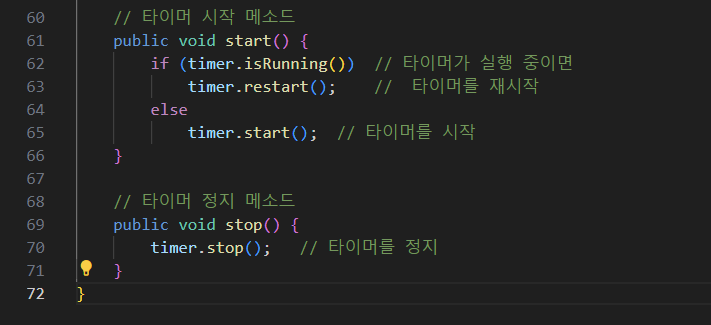 60 // 타이머 시작 메소드
61 public void start() {
62 if (timer.isRunning()) // 타이머가 실행 중이면
63 timer.restart(); // 타이머를 재시작
64 else
65 timer.start(); // 타이머를 시작
66 }
67
68 // 타이머 정지 메소드
69 public void stop() {
70 timer.stop(); // 타이머를 정지
71 }
72 }